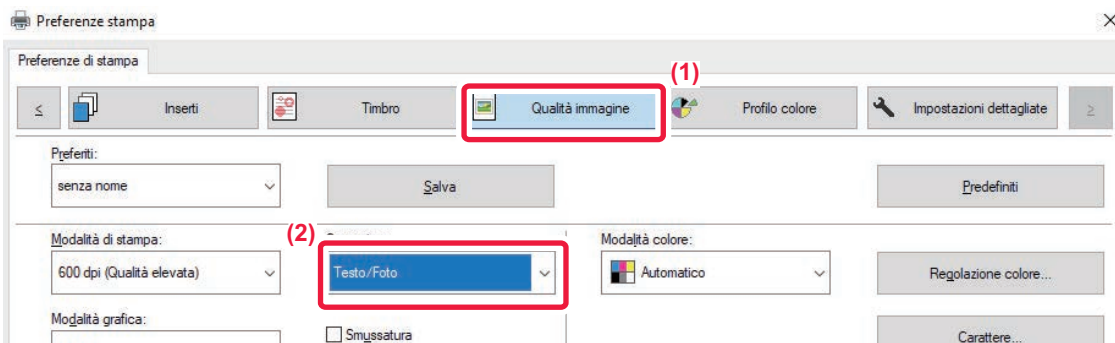 Preferenze stampa
Preferenze di stampa
(1)
< Inserti Timbro Qualità immagine Profilo colore Impostazioni dettagliate >
Preferiti:
senza nome Salva Predefiniti
Modalità di stampa: (2) Modalità colore:
600 dpi (Qualità elevata) Testo/Foto Automatico Regolazione colore...
Modalità grafica: Smussatura Carattere...